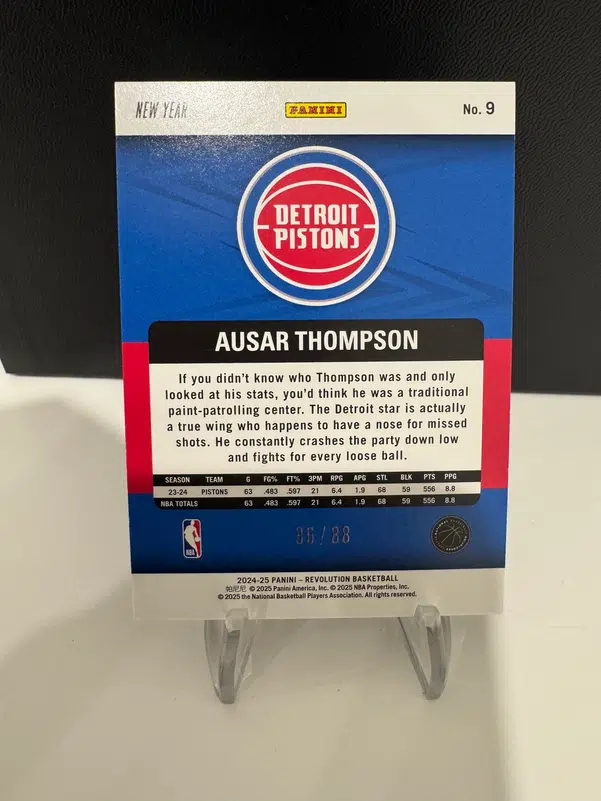 NEW YEAR PANINI No. 9
DETROIT
PISTONS
AUSAR THOMPSON
If you didn't know who Thompson was and only
looked at his stats, you'd think he was a traditional
paint-patrolling center. The Detroit star is actually
a true wing who happens to have a nose for missed
shots. He constantly crashes the party down low
and fights for every loose ball.
SEASON TEAM G FG% FT% 3PM RPG APG STL BLK PTS PPG
23-24 PISTONS 63 .483 .597 21 6.4 1.9 68 59 556 8.8
NBA TOTALS 63 .483 .597 21 6.4 1.9 68 59 556 8.8
/88
NBA
2024-25 PANINI – REVOLUTION BASKETBALL
帕尼尼 © 2025 Panini America, Inc. © 2025 NBA Properties, Inc.
© 2025 the National Basketball Players Association. All rights reserved.